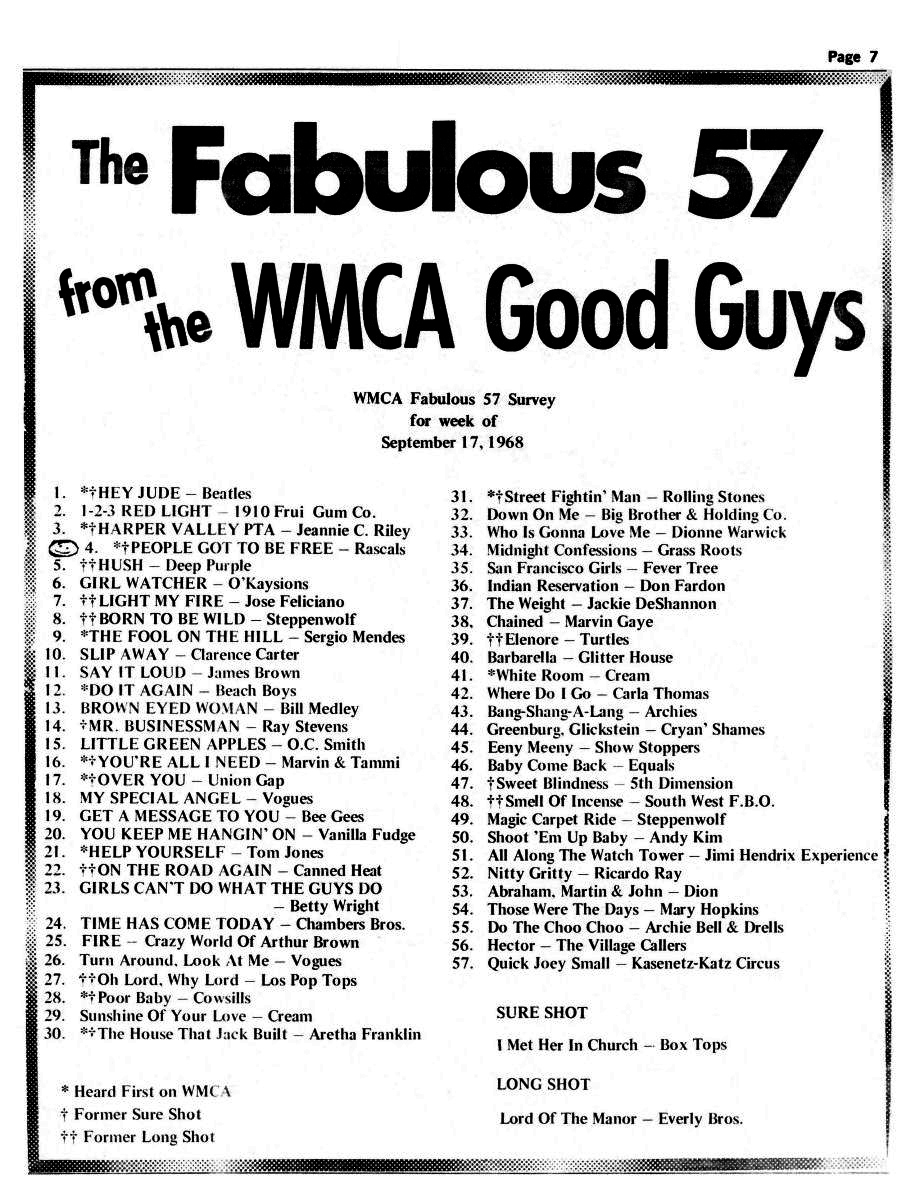 Page 7
The Fabulous 57
from the WMCA Good Guys
WMCA Fabulous 57 Survey
for week of
September 17, 1968
1. *†HEY JUDE – Beatles
2. 1-2-3 RED LIGHT – 1910 Frui Gum Co.
3. *†HARPER VALLEY PTA – Jeannie C. Riley
4. *†PEOPLE GOT TO BE FREE – Rascals
5. ††HUSH – Deep Purple
6. GIRL WATCHER – O'Kaysions
7. ††LIGHT MY FIRE – Jose Feliciano
8. ††BORN TO BE WILD – Steppenwolf
9. *THE FOOL ON THE HILL – Sergio Mendes
10. SLIP AWAY – Clarence Carter
11. SAY IT LOUD – James Brown
12. *DO IT AGAIN – Beach Boys
13. BROWN EYED WOMAN – Bill Medley
14. †MR. BUSINESSMAN – Ray Stevens
15. LITTLE GREEN APPLES – O.C. Smith
16. *†YOU'RE ALL I NEED – Marvin & Tammi
17. *†OVER YOU – Union Gap
18. MY SPECIAL ANGEL – Vogues
19. GET A MESSAGE TO YOU – Bee Gees
20. YOU KEEP ME HANGIN' ON – Vanilla Fudge
21. *HELP YOURSELF – Tom Jones
22. ††ON THE ROAD AGAIN – Canned Heat
23. GIRLS CAN'T DO WHAT THE GUYS DO
– Betty Wright
24. TIME HAS COME TODAY – Chambers Bros.
25. FIRE – Crazy World Of Arthur Brown
26. Turn Around, Look At Me – Vogues
27. ††Oh Lord, Why Lord – Los Pop Tops
28. *†Poor Baby – Cowsills
29. Sunshine Of Your Love – Cream
30. *†The House That Jack Built – Aretha Franklin
31. *†Street Fightin' Man – Rolling Stones
32. Down On Me – Big Brother & Holding Co.
33. Who Is Gonna Love Me – Dionne Warwick
34. Midnight Confessions – Grass Roots
35. San Francisco Girls – Fever Tree
36. Indian Reservation – Don Fardon
37. The Weight – Jackie DeShannon
38. Chained – Marvin Gaye
39. ††Elenore – Turtles
40. Barbarella – Glitter House
41. *White Room – Cream
42. Where Do I Go – Carla Thomas
43. Bang-Shang-A-Lang – Archies
44. Greenburg, Glickstein – Cryan' Shames
45. Eeny Meeny – Show Stoppers
46. Baby Come Back – Equals
47. †Sweet Blindness – 5th Dimension
48. ††Smell Of Incense – South West F.B.O.
49. Magic Carpet Ride – Steppenwolf
50. Shoot 'Em Up Baby – Andy Kim
51. All Along The Watch Tower – Jimi Hendrix Experience
52. Nitty Gritty – Ricardo Ray
53. Abraham, Martin & John – Dion
54. Those Were The Days – Mary Hopkins
55. Do The Choo Choo – Archie Bell & Drells
56. Hector – The Village Callers
57. Quick Joey Small – Kasenetz-Katz Circus
SURE SHOT
I Met Her In Church – Box Tops
LONG SHOT
Lord Of The Manor – Everly Bros.
* Heard First on WMCA
† Former Sure Shot
†† Former Long Shot